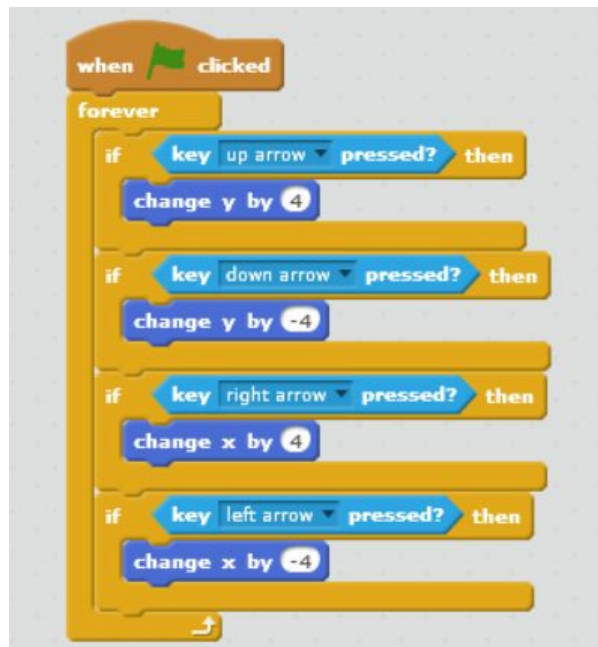 when clicked
forever
if key up arrow pressed? then
change y by 4
if key down arrow pressed? then
change y by -4
if key right arrow pressed? then
change x by 4
if key left arrow pressed? then
change x by -4